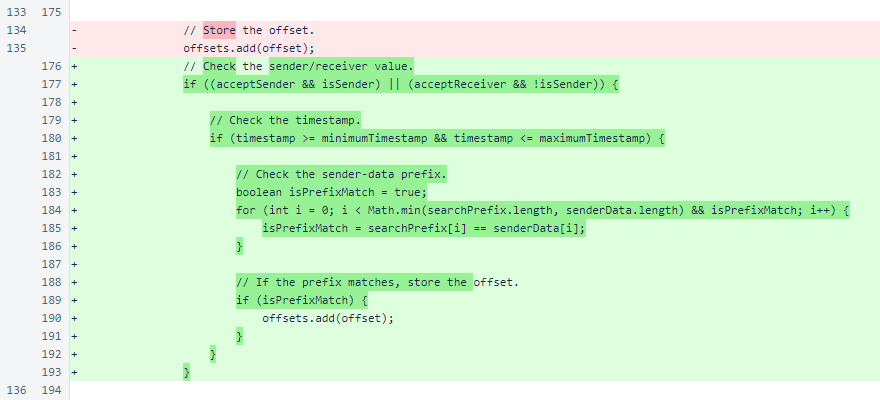 133 175
134 - // Store the offset.
135 - offsets.add(offset);
176 + // Check the sender/receiver value.
177 + if ((acceptSender && isSender) || (acceptReceiver && !isSender)) {
178 +
179 + // Check the timestamp.
180 + if (timestamp >= minimumTimestamp && timestamp <= maximumTimestamp) {
181 +
182 + // Check the sender-data prefix.
183 + boolean isPrefixMatch = true;
184 + for (int i = 0; i < Math.min(searchPrefix.length, senderData.length) && isPrefixMatch; i++) {
185 + isPrefixMatch = searchPrefix[i] == senderData[i];
186 + }
187 +
188 + // If the prefix matches, store the offset.
189 + if (isPrefixMatch) {
190 + offsets.add(offset);
191 + }
192 + }
193 + }
136 194